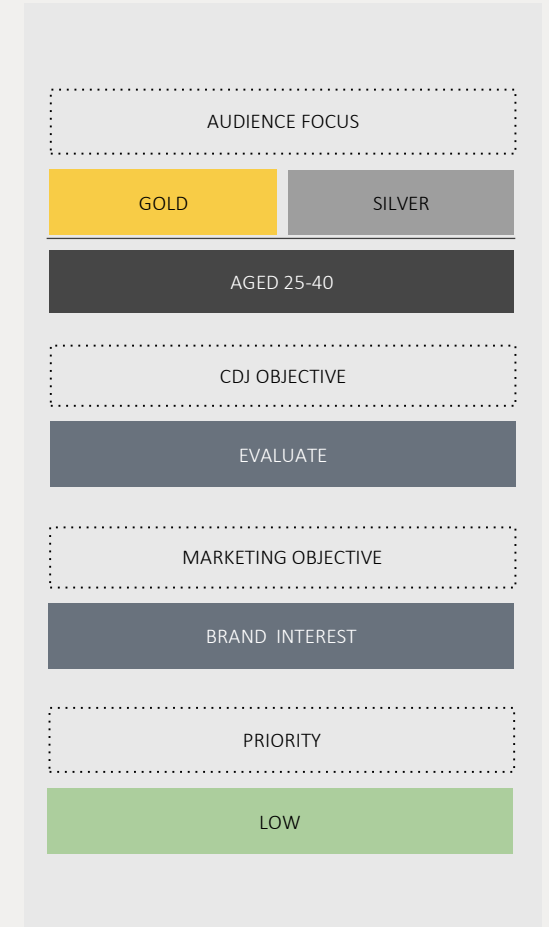 AUDIENCE FOCUS
GOLD
SILVER
AGED 25-40
CDJ OBJECTIVE
EVALUATE
MARKETING OBJECTIVE
BRAND  INTEREST
PRIORITY
LOW